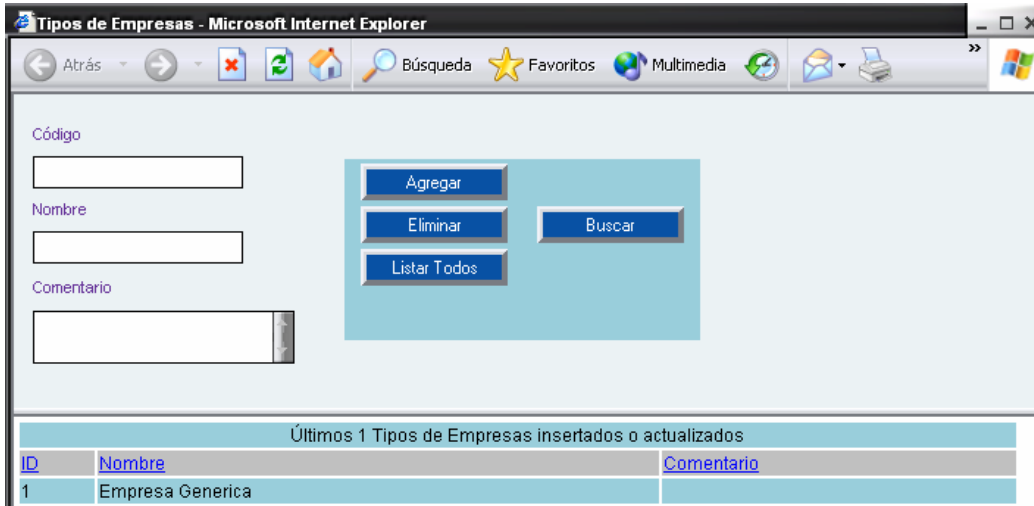 Tipos de Empresas - Microsoft Internet Explorer
Atrás Búsqueda Favoritos Multimedia »
Código
Agregar
Nombre
Eliminar Buscar
Listar Todos
Comentario
Últimos 1 Tipos de Empresas insertados o actualizados
ID Nombre Comentario
1 Empresa Generica